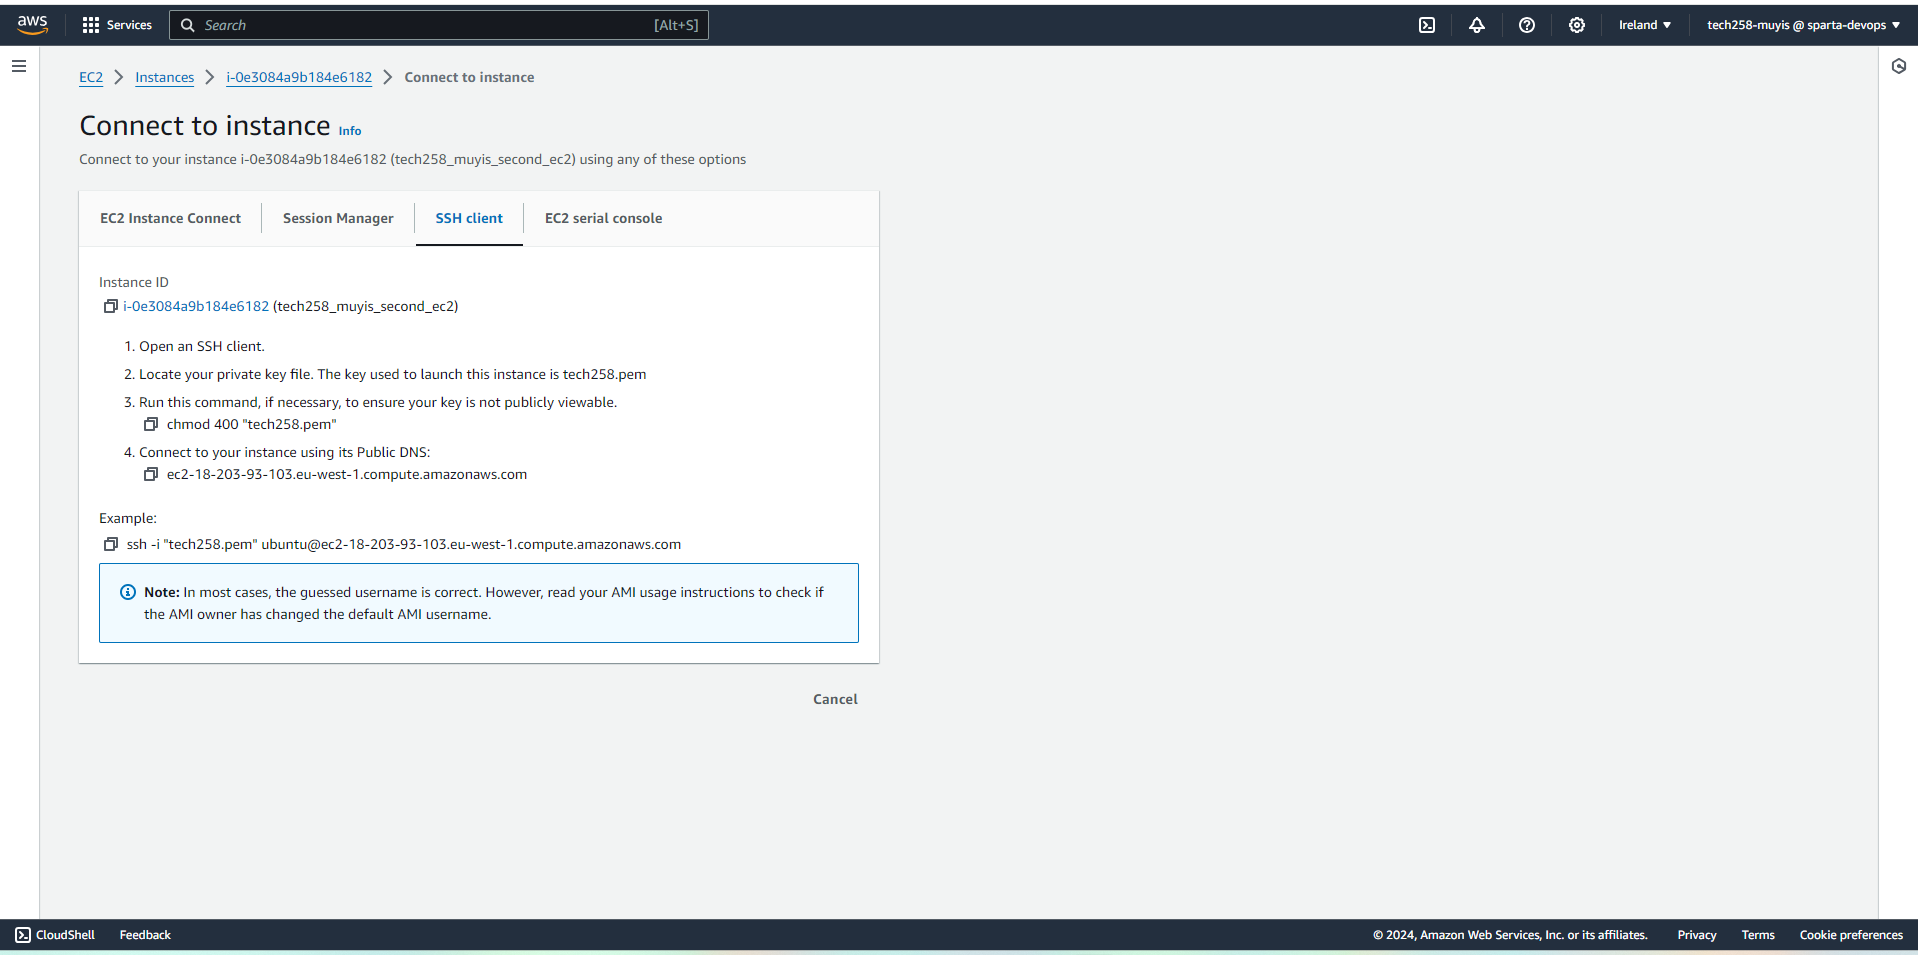 aws
Services
Search
[Alt+S]
Ireland
tech258-muyis @ sparta-devops
EC2
Instances
i-0e3084a9b184e6182
Connect to instance
Connect to instance Info
Connect to your instance i-0e3084a9b184e6182 (tech258_muyis_second_ec2) using any of these options
EC2 Instance Connect
Session Manager
SSH client
EC2 serial console
Instance ID
i-0e3084a9b184e6182 (tech258_muyis_second_ec2)
1. Open an SSH client.
2. Locate your private key file. The key used to launch this instance is tech258.pem
3. Run this command, if necessary, to ensure your key is not publicly viewable.
chmod 400 "tech258.pem"
4. Connect to your instance using its Public DNS:
ec2-18-203-93-103.eu-west-1.compute.amazonaws.com
Example:
ssh -i "tech258.pem" ubuntu@ec2-18-203-93-103.eu-west-1.compute.amazonaws.com
Note: In most cases, the guessed username is correct. However, read your AMI usage instructions to check if
the AMI owner has changed the default AMI username.
Cancel
CloudShell
Feedback
© 2024, Amazon Web Services, Inc. or its affiliates.
Privacy
Terms
Cookie preferences